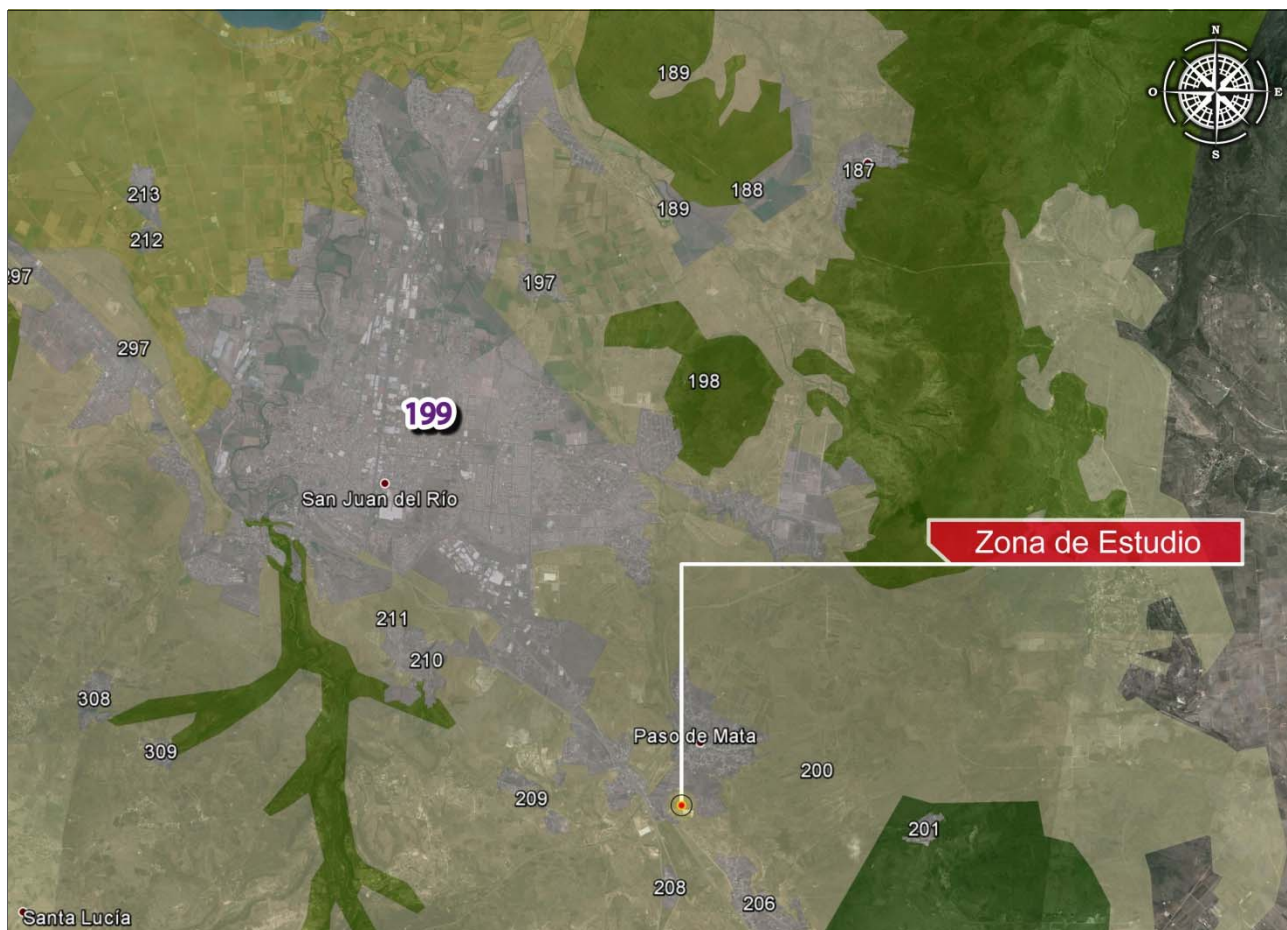 N
189
O
E
S
187
213
188
189
212
297
197
297
198
199
San Juan del Río
Zona de Estudio
211
210
308
Paso de Mata
309
200
209
201
208
206
Santa Lucía